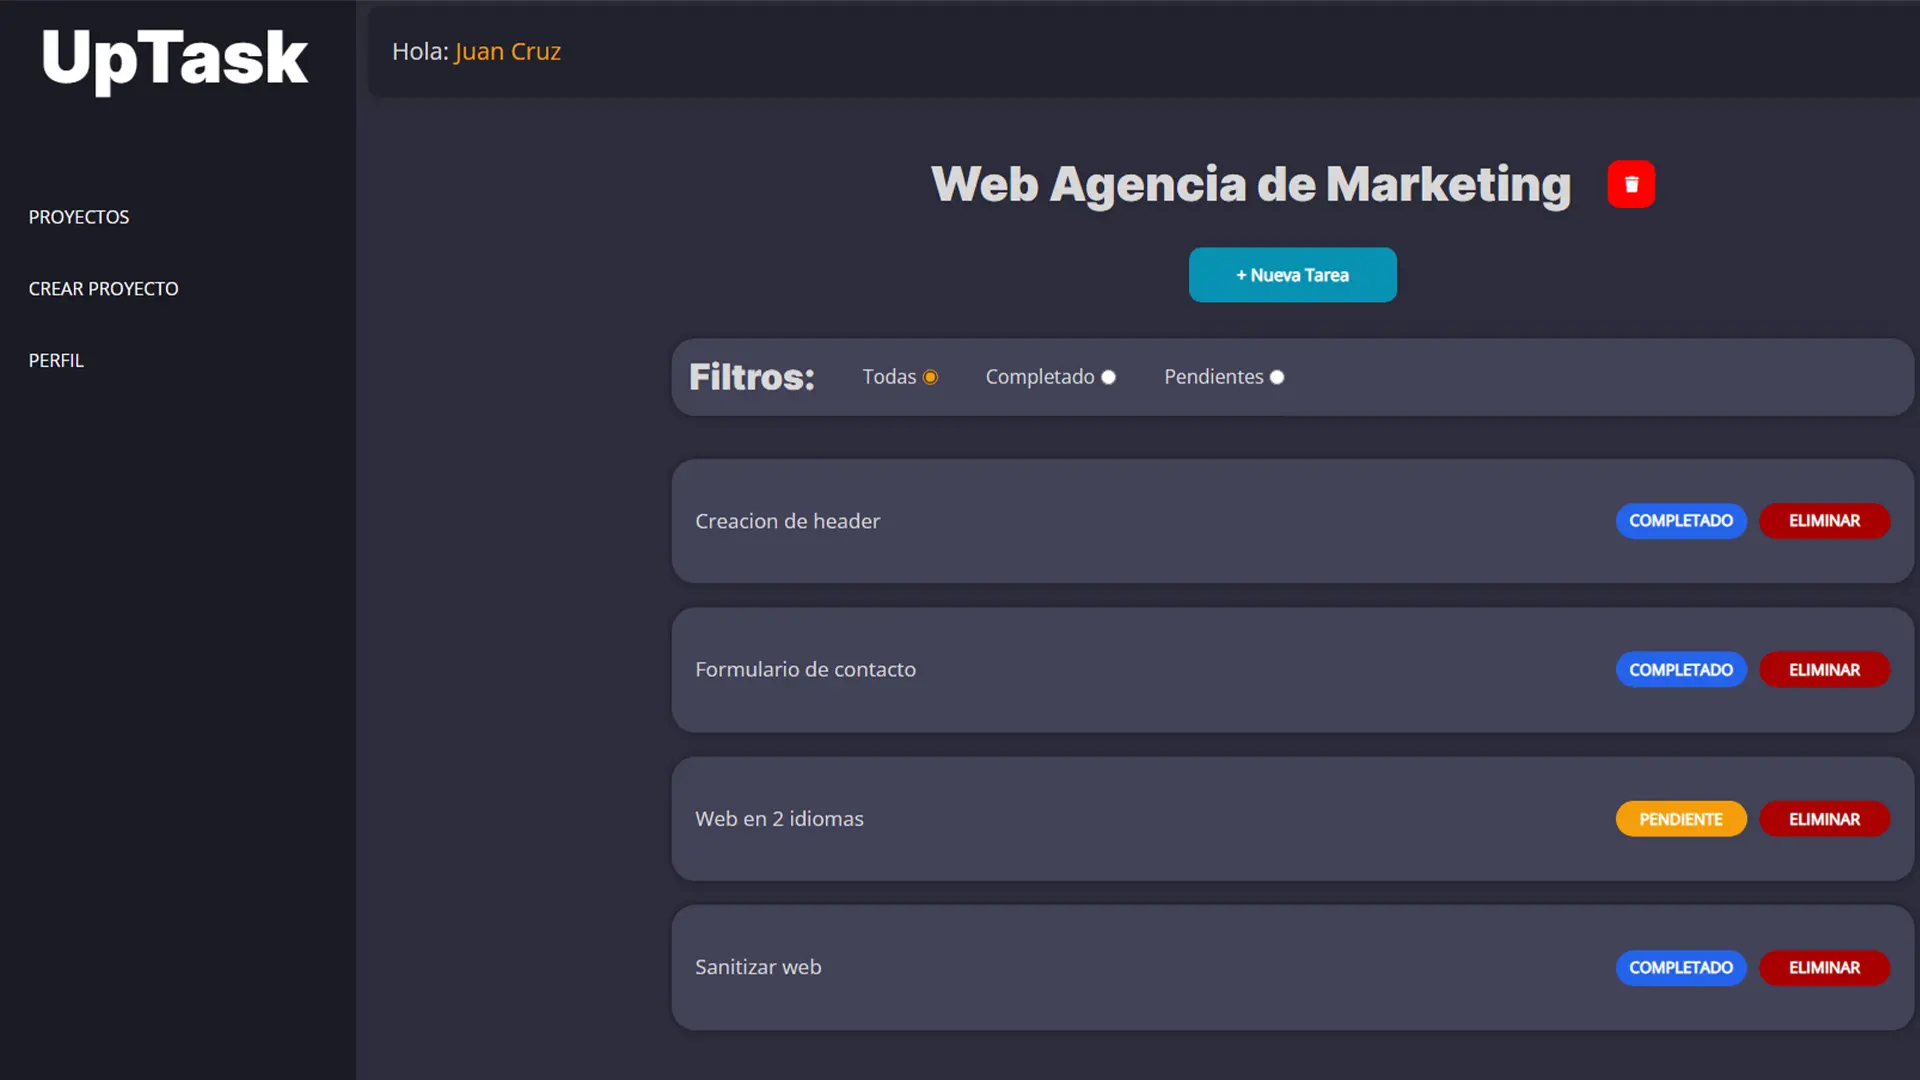 UpTask
Hola: Juan Cruz
PROYECTOS
CREAR PROYECTO
PERFIL
Web Agencia de Marketing
+ Nueva Tarea
Filtros: Todas Completado Pendientes
Creacion de header COMPLETADO ELIMINAR
Formulario de contacto COMPLETADO ELIMINAR
Web en 2 idiomas PENDIENTE ELIMINAR
Sanitizar web COMPLETADO ELIMINAR